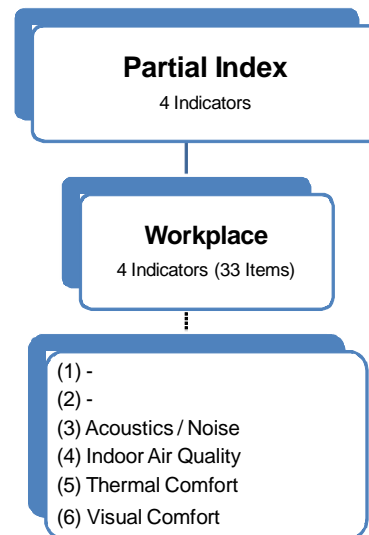 Partial Index
4 Indicators
Workplace
4 Indicators (33 Items)
(1) -
(2) -
(3) Acoustics / Noise
(4) Indoor Air Quality
(5) Thermal Comfort
(6) Visual Comfort